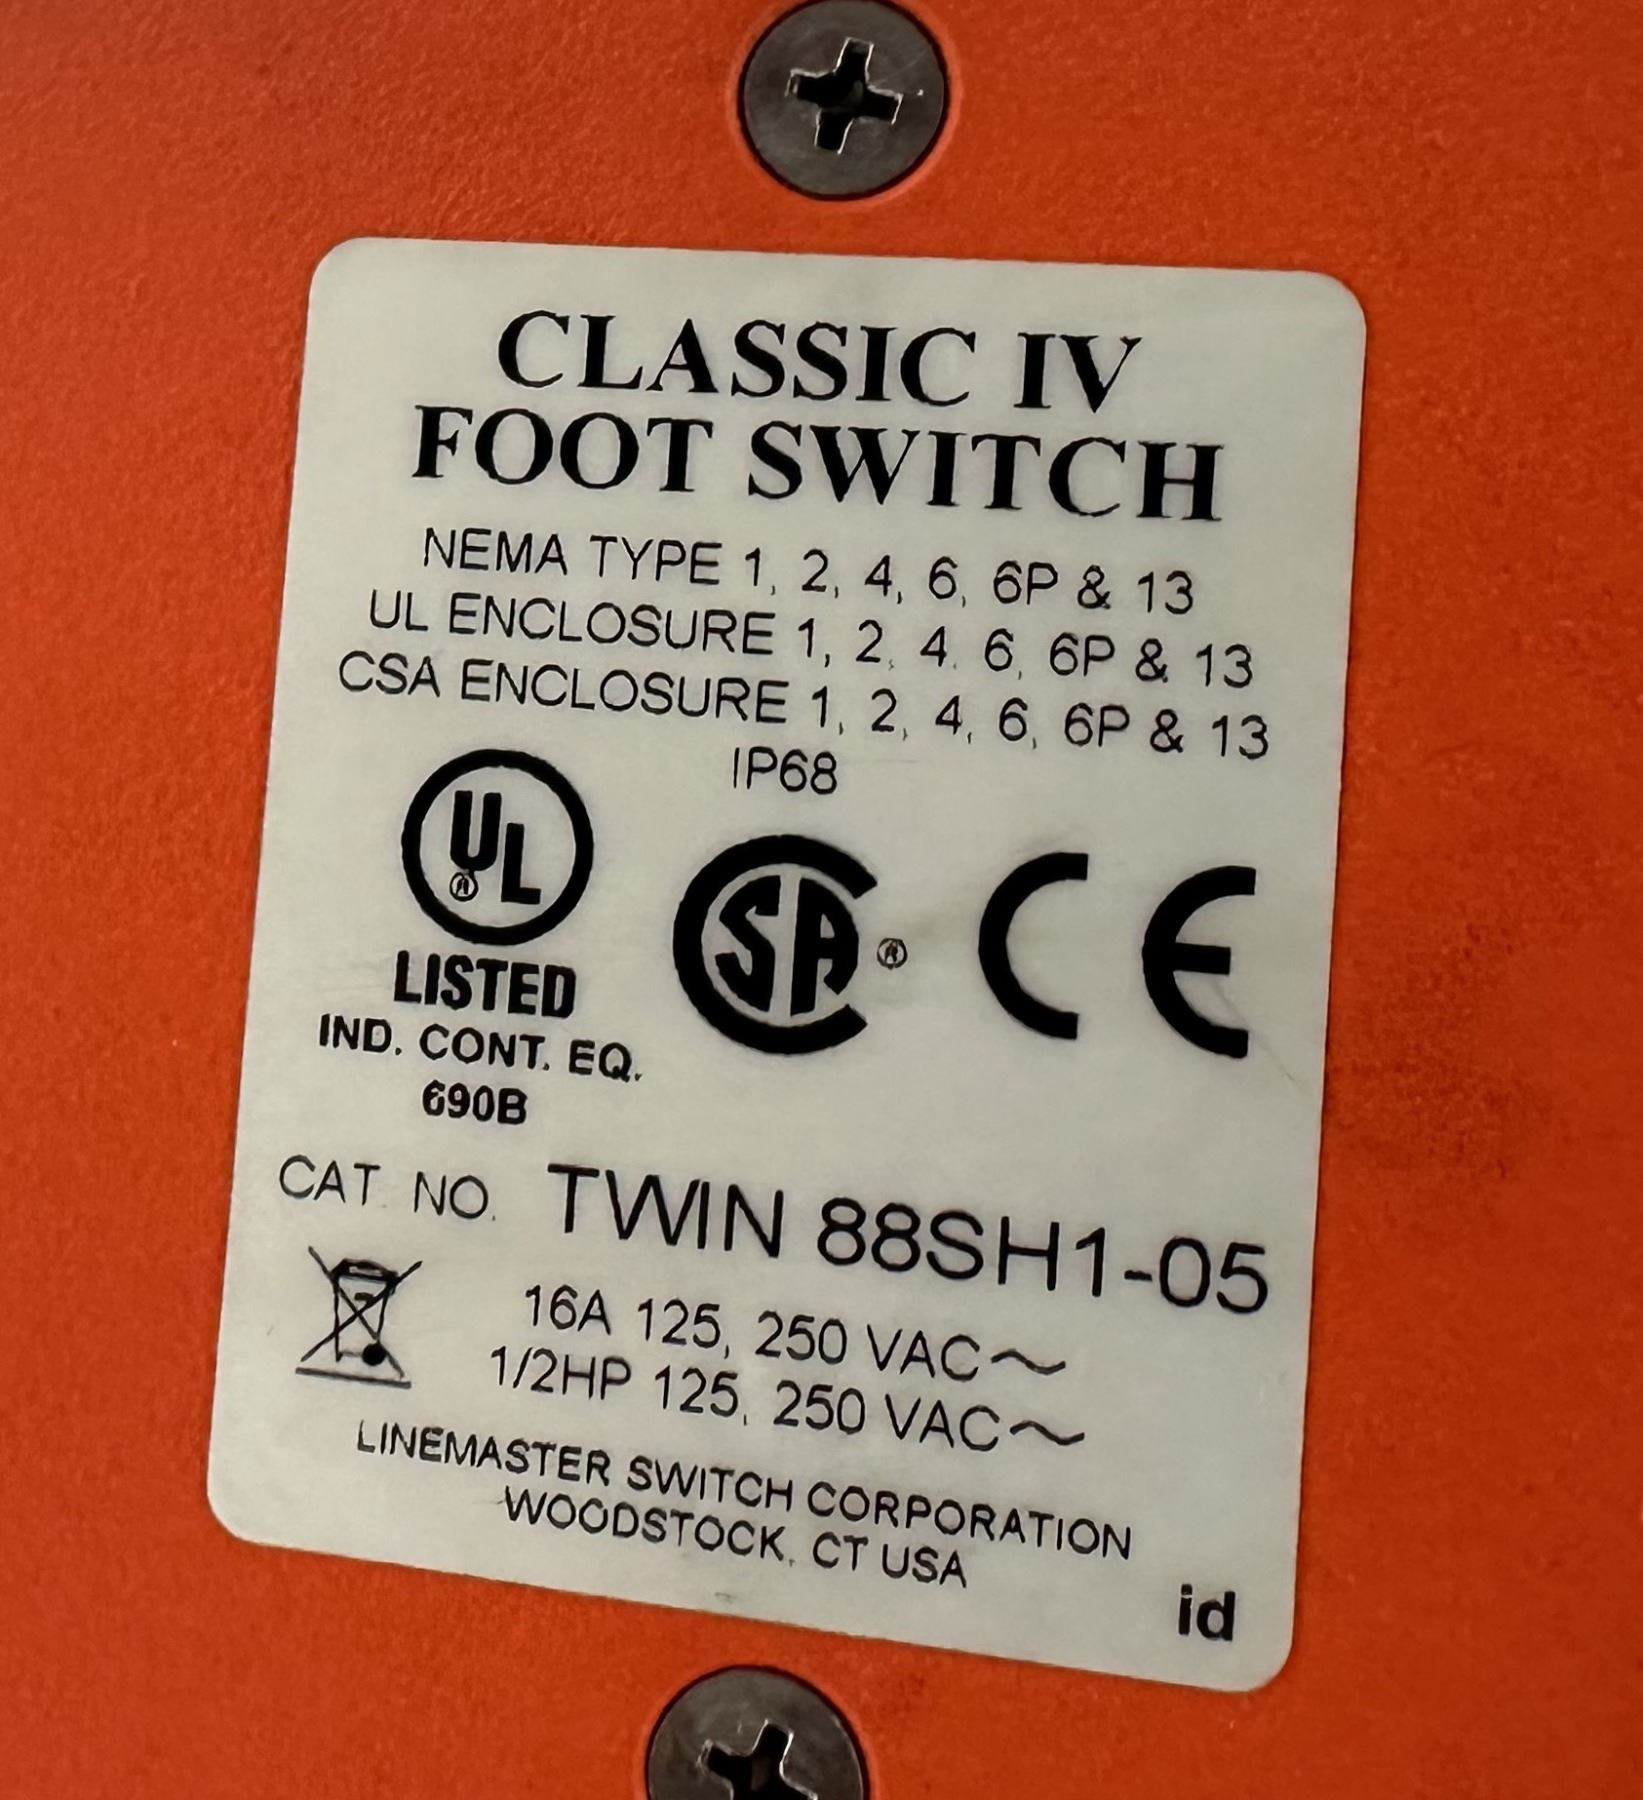 CLASSIC IV
FOOT SWITCH
NEMA TYPE 1, 2, 4, 6, 6P & 13
UL ENCLOSURE 1, 2, 4, 6, 6P & 13
CSA ENCLOSURE 1, 2, 4, 6, 6P & 13
IP68
UL ®
LISTED
IND. CONT. EQ.
690B
CSA ®
CE
CAT. NO. TWIN 88SH1-05
16A 125, 250 VAC~
1/2HP 125, 250 VAC~
LINEMASTER SWITCH CORPORATION
WOODSTOCK, CT USA
id